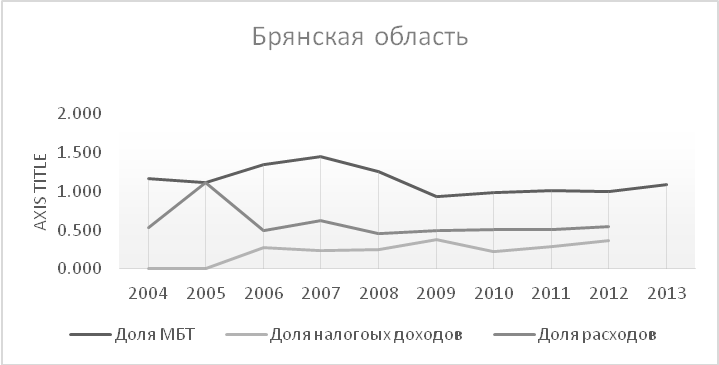 Брянская область
AXIS TITLE
2.000
1.500
1.000
0.500
0.000
2004 2005 2006 2007 2008 2009 2010 2011 2012 2013
Доля МБТ Доля налогоых доходов Доля расходов